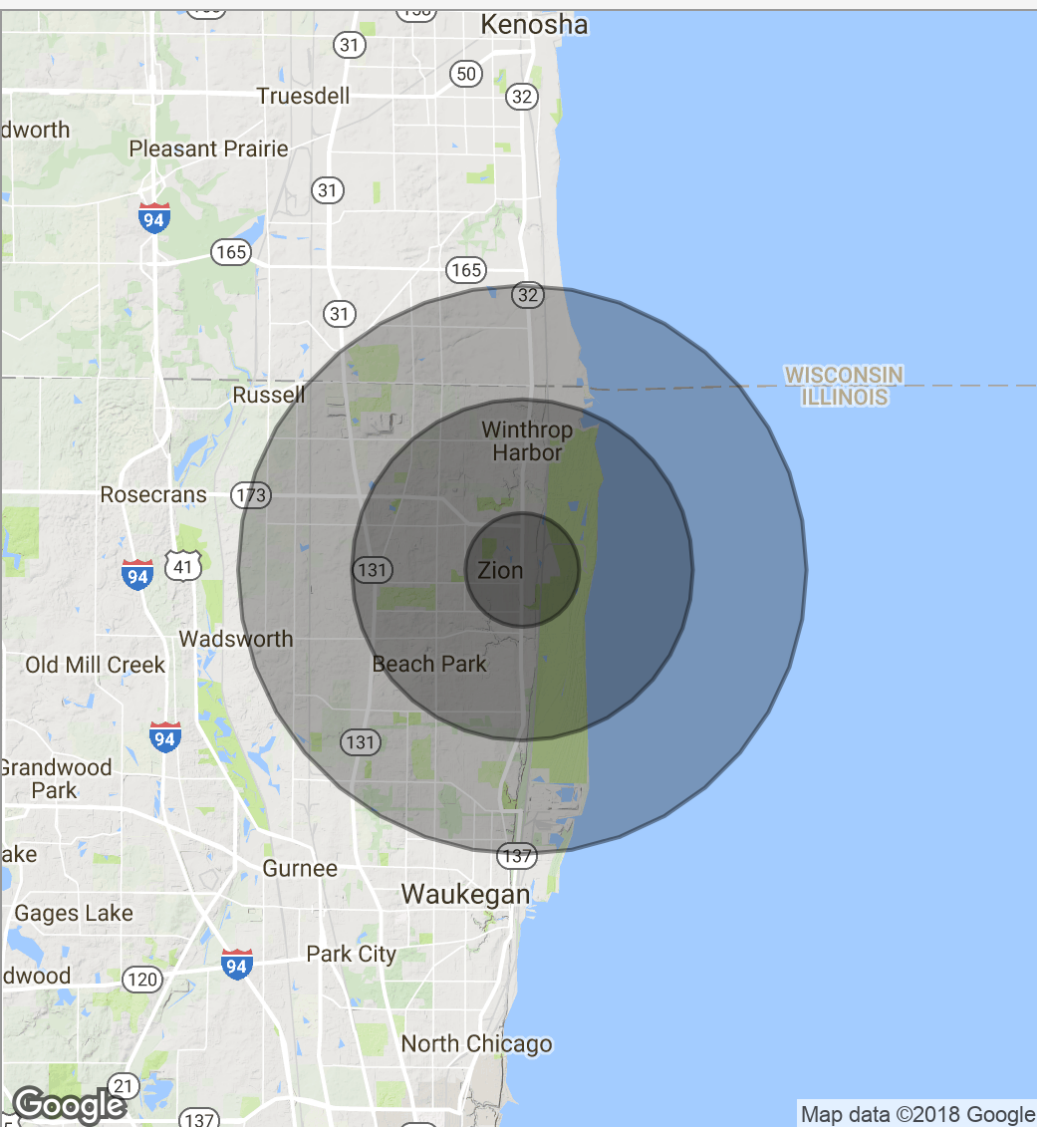 Kenosha
31
50
Truesdell
32
dworth
Pleasant Prairie
31
94
165
165
32
31
WISCONSIN
ILLINOIS
Russell
Winthrop
Harbor
Rosecrans
173
41
94
131
Zion
Wadsworth
Old Mill Creek
Beach Park
94
131
Grandwood
Park
ake
137
Gurnee
Waukegan
Gages Lake
Park City
94
dwood
120
North Chicago
21
Google
137
Map data ©2018 Google